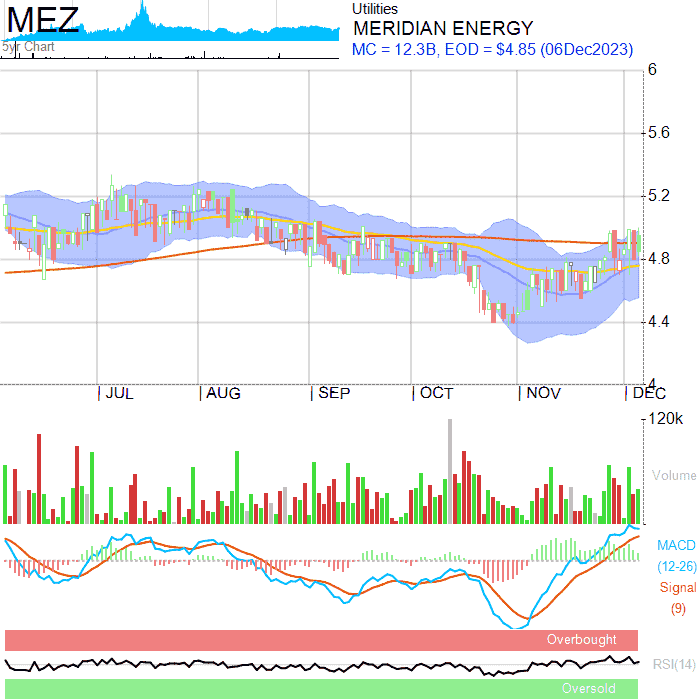 MEZ
5yr Chart
Utilities
MERIDIAN ENERGY
MC = 12.3B, EOD = $4.85 (06Dec2023)
6
5.6
5.2
4.8
4.4
4
JUL AUG SEP OCT NOV DEC
120k
Volume
MACD
(12-26)
Signal
(9)
Overbought
RSI(14)
Oversold